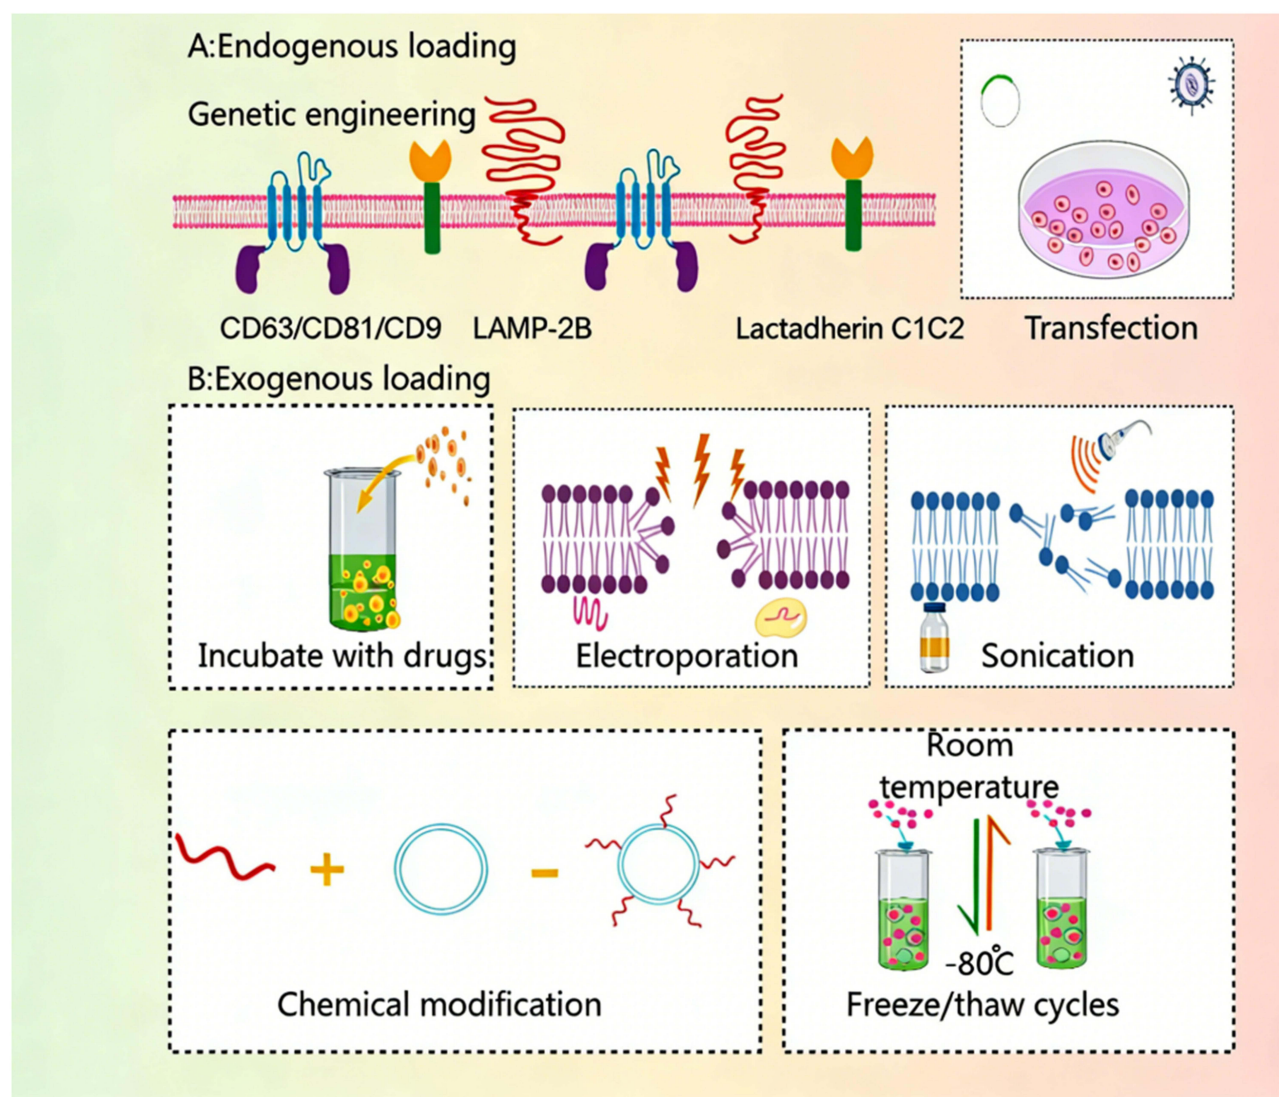 A:Endogenous loading
Genetic engineering
CD63/CD81/CD9
LAMP-2B
Lactadherin C1C2
Transfection
B:Exogenous loading
Incubate with drugs
Electroporation
Sonication
Chemical modification
Room
temperature
-80℃
Freeze/thaw cycles